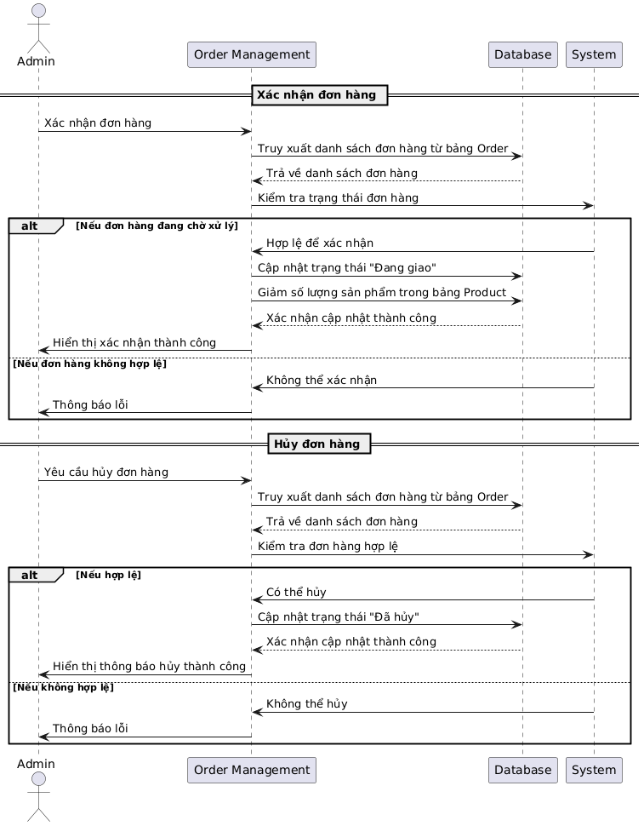 Admin
Order Management
Database
System
Xác nhận đơn hàng
Xác nhận đơn hàng
Truy xuất danh sách đơn hàng từ bảng Order
Trả về danh sách đơn hàng
Kiểm tra trạng thái đơn hàng
alt [Nếu đơn hàng đang chờ xử lý]
Hợp lệ để xác nhận
Cập nhật trạng thái "Đang giao"
Giảm số lượng sản phẩm trong bảng Product
Xác nhận cập nhật thành công
Hiển thị xác nhận thành công
[Nếu đơn hàng không hợp lệ]
Không thể xác nhận
Thông báo lỗi
Hủy đơn hàng
Yêu cầu hủy đơn hàng
Truy xuất danh sách đơn hàng từ bảng Order
Trả về danh sách đơn hàng
Kiểm tra đơn hàng hợp lệ
alt [Nếu hợp lệ]
Có thể hủy
Cập nhật trạng thái "Đã hủy"
Xác nhận cập nhật thành công
Hiển thị thông báo hủy thành công
[Nếu không hợp lệ]
Không thể hủy
Thông báo lỗi
Admin
Order Management
Database
System